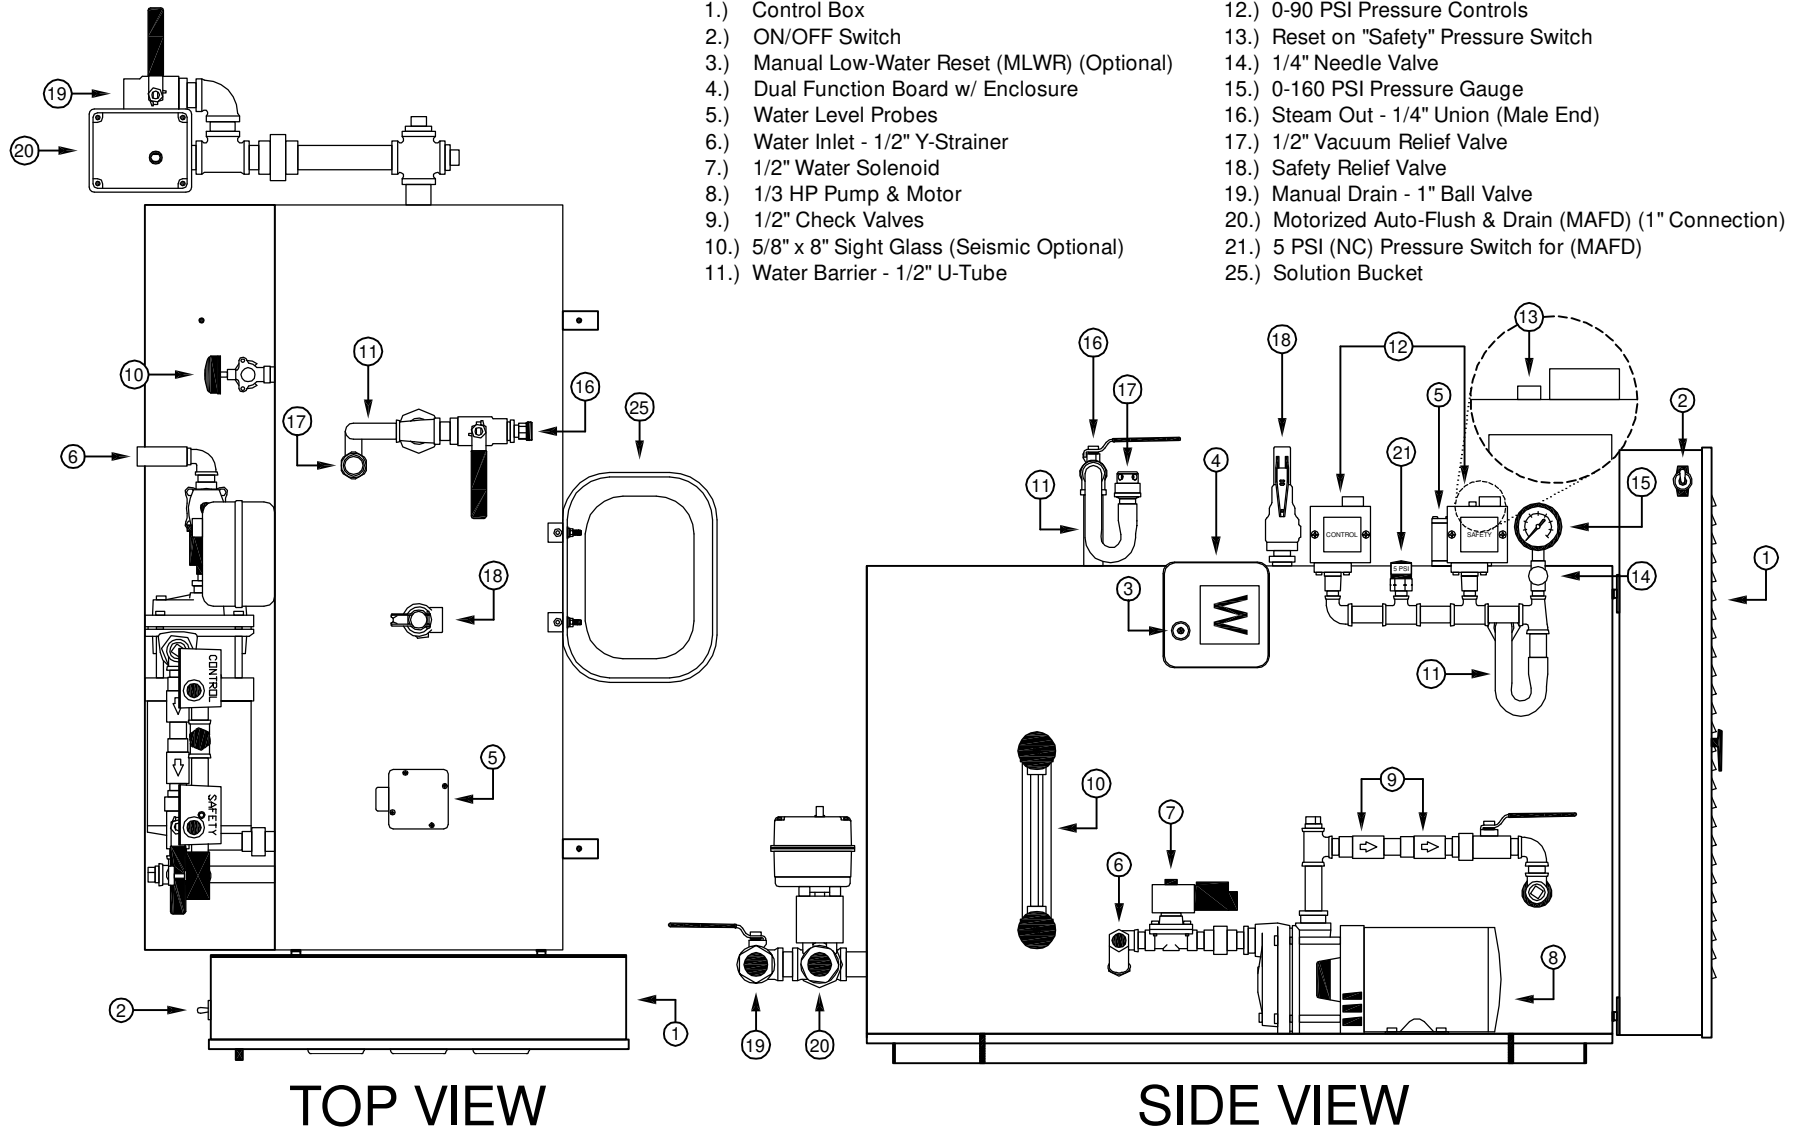 1.) Control Box
2.) ON/OFF Switch
3.) Manual Low-Water Reset (MLWR) (Optional)
4.) Dual Function Board w/ Enclosure
5.) Water Level Probes
6.) Water Inlet - 1/2" Y-Strainer
7.) 1/2" Water Solenoid
8.) 1/3 HP Pump & Motor
9.) 1/2" Check Valves
10.) 5/8" x 8" Sight Glass (Seismic Optional)
11.) Water Barrier - 1/2" U-Tube
12.) 0-90 PSI Pressure Controls
13.) Reset on "Safety" Pressure Switch
14.) 1/4" Needle Valve
15.) 0-160 PSI Pressure Gauge
16.) Steam Out - 1/4" Union (Male End)
17.) 1/2" Vacuum Relief Valve
18.) Safety Relief Valve
19.) Manual Drain - 1" Ball Valve
20.) Motorized Auto-Flush & Drain (MAFD) (1" Connection)
21.) 5 PSI (NC) Pressure Switch for (MAFD)
25.) Solution Bucket
19
20
11
10
16
17
25
6
18
CONTROL
5
SAFETY
2
1
TOP VIEW
13
16
18
12
17
5
2
4
21
11
15
CONTROL
SAFETY
5 PSI
1
3
14
W
11
10
9
7
6
8
19
20
SIDE VIEW